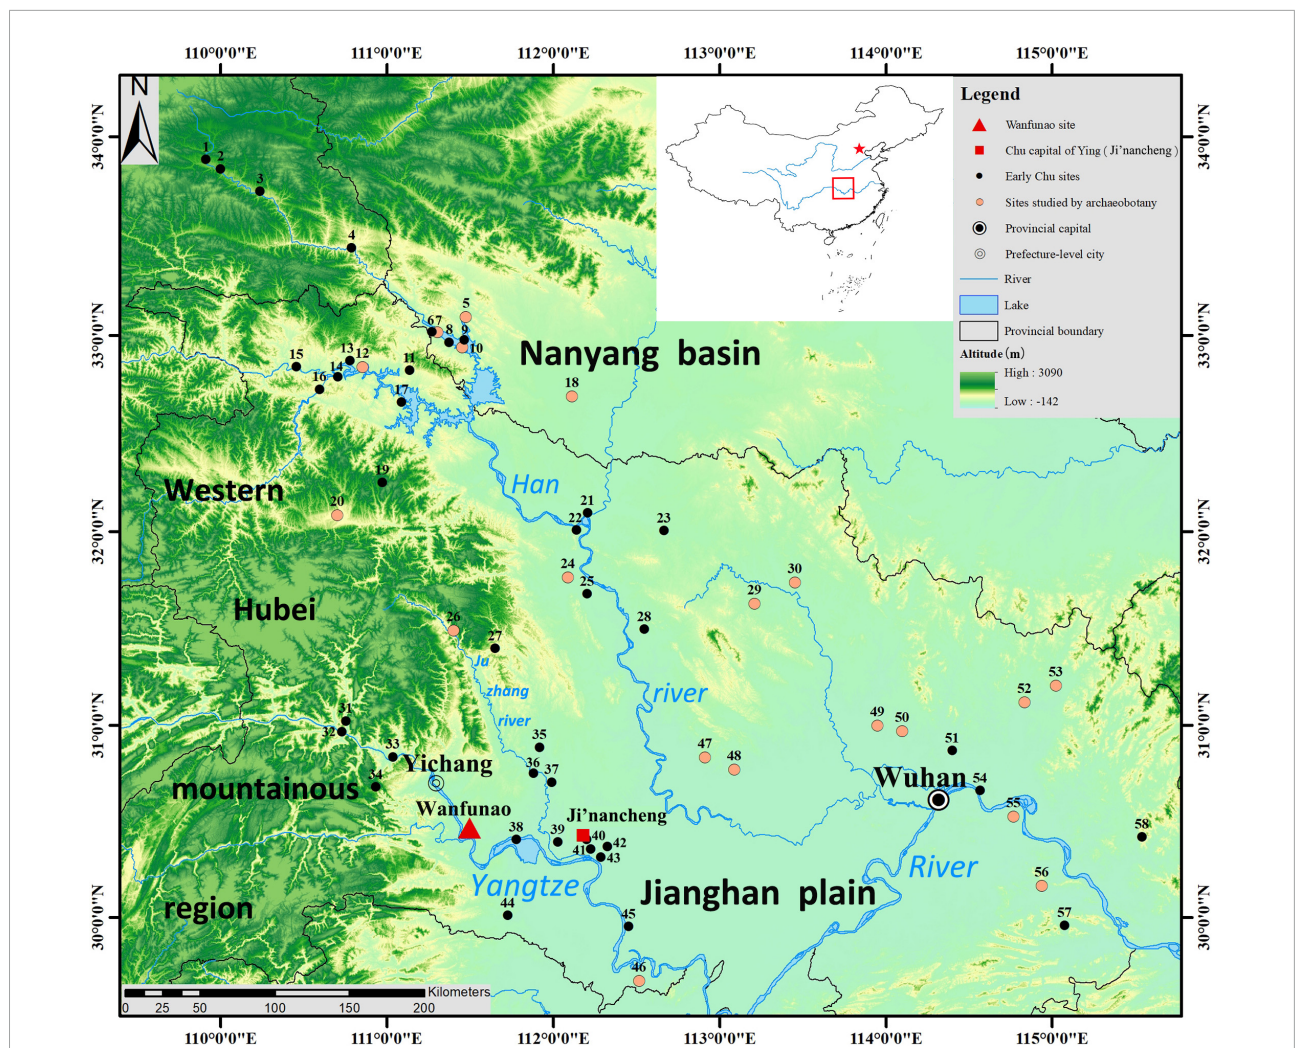 110°0'0"E 111°0'0"E 112°0'0"E 113°0'0"E 114°0'0"E 115°0'0"E
N
34°0'0"N
33°0'0"N
32°0'0"N
31°0'0"N
30°0'0"N
Legend
Wanfunao site
Chu capital of Ying ( Ji’nancheng )
Early Chu sites
Sites studied by archaeobotany
Provincial capital
Prefecture-level city
River
Lake
Provincial boundary
Altitude (m)
High : 3090
Low : -142
34°0'0"N
33°0'0"N
32°0'0"N
31°0'0"N
30°0'0"N
1
2
3
4
5
6 7
8
9
10
11
12
13
14
15
16
17
Nanyang basin
18
Western
19
20
Han
21
22
23
24
25
Hubei
26
27
28
29
30
Ju
zhang
river
river
31
32
33
34
35
36
37
mountainous
Yichang
Wanfunao
Ji’nancheng
38
39
40
41
42
43
47
48
49
50
51
52
53
Wuhan
54
55
56
57
58
region
Yangtze
River
Jianghan plain
44
45
46
Kilometers
0 25 50 100 150 200
110°0'0"E 111°0'0"E 112°0'0"E 113°0'0"E 114°0'0"E 115°0'0"E